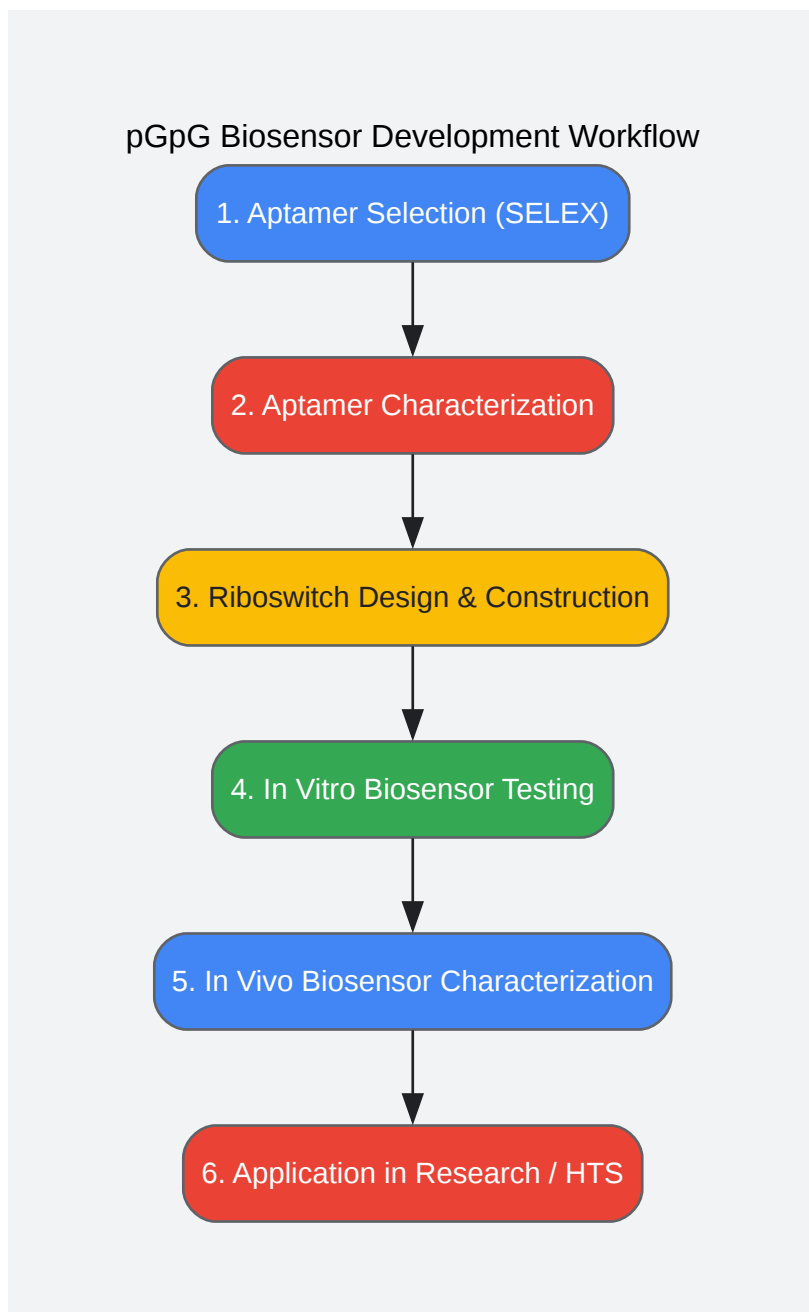 pGpG Biosensor Development Workflow
1. Aptamer Selection (SELEX)
2. Aptamer Characterization
3. Riboswitch Design & Construction
4. In Vitro Biosensor Testing
5. In Vivo Biosensor Characterization
6. Application in Research / HTS